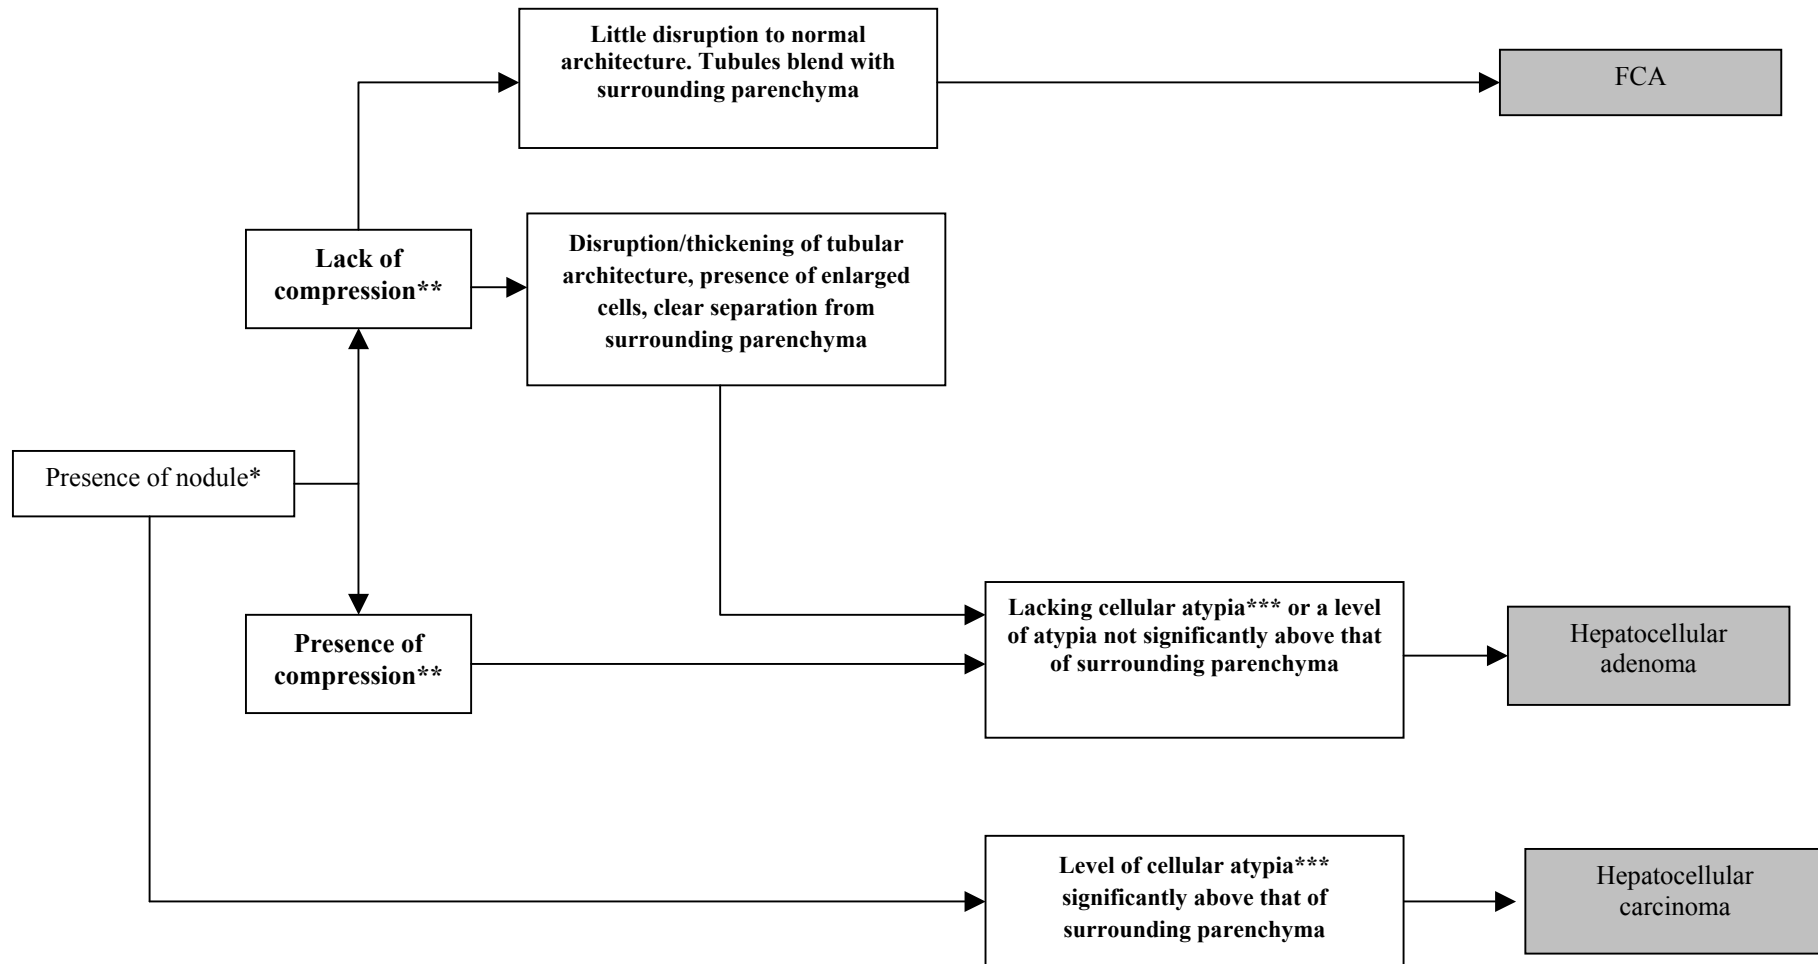 Little disruption to normal
architecture. Tubules blend with
surrounding parenchyma
FCA
Lack of
compression**
Disruption/thickening of tubular
architecture, presence of enlarged
cells, clear separation from
surrounding parenchyma
Presence of nodule*
Presence of
compression**
Lacking cellular atypia*** or a level
of atypia not significantly above that
of surrounding parenchyma
Hepatocellular
adenoma
Level of cellular atypia***
significantly above that of
surrounding parenchyma
Hepatocellular
carcinoma